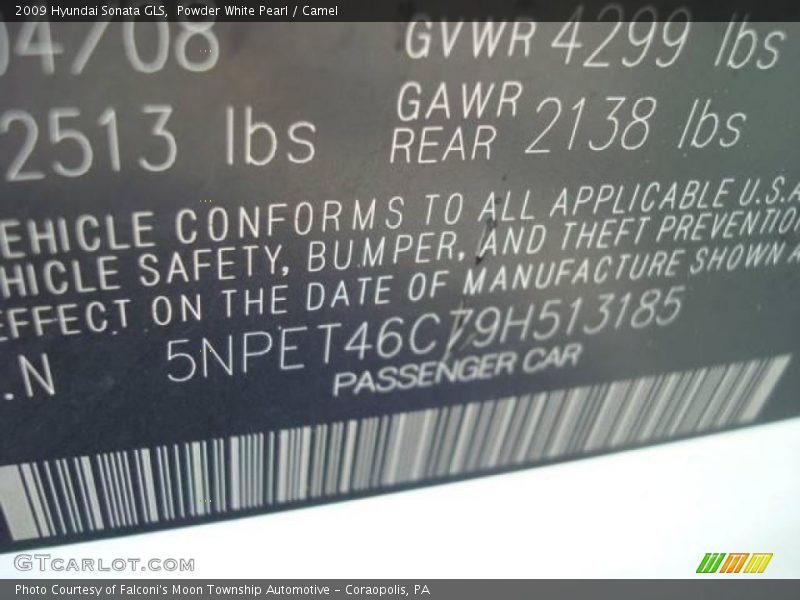 2009 Hyundai Sonata GLS, Powder White Pearl / Camel
04/08 GVWR 4299 lbs
2513 lbs GAWR REAR 2138 lbs
EHICLE CONFORMS TO ALL APPLICABLE U.S.A
HICLE SAFETY, BUMPER, AND THEFT PREVENTION
EFFECT ON THE DATE OF MANUFACTURE SHOWN A
.N 5NPET46C79H513185
PASSENGER CAR
GTCARLOT.COM
Photo Courtesy of Falconi's Moon Township Automotive - Coraopolis, PA